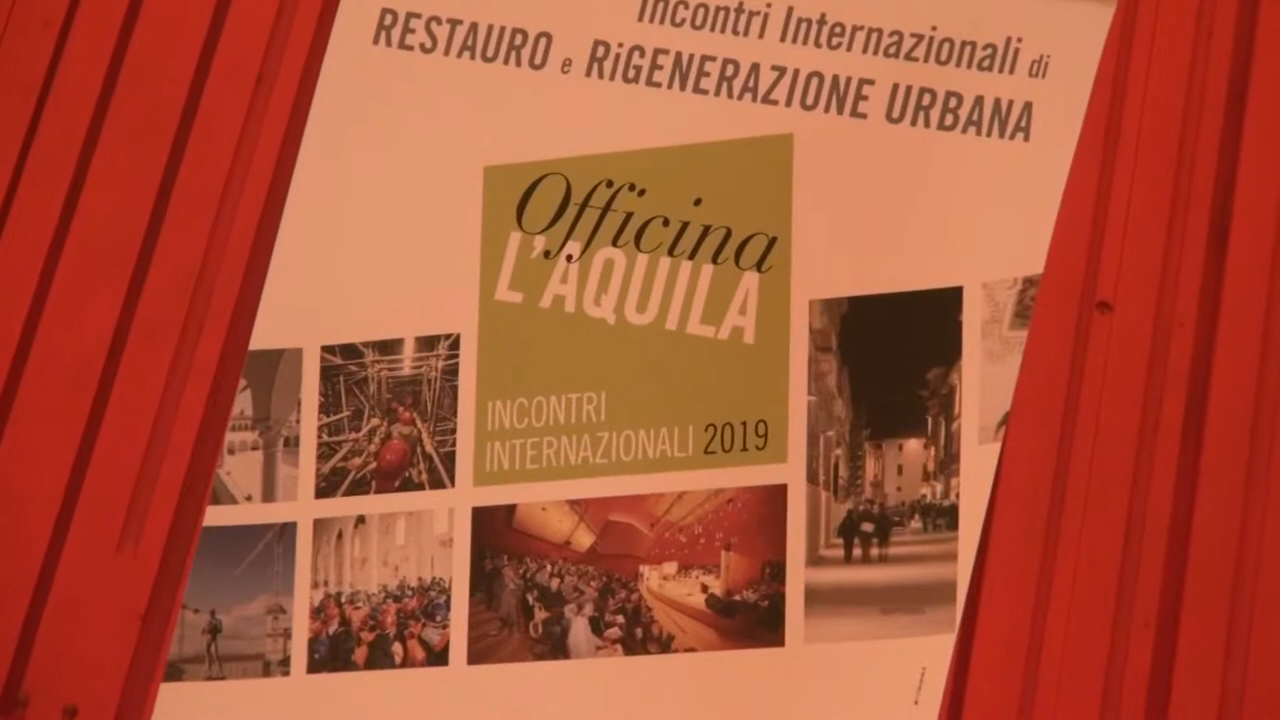 Incontri Internazionali di
RESTAURO e RiGENERAZIONE URBANA
Officina
L'AQUILA
INCONTRI
INTERNAZIONALI 2019